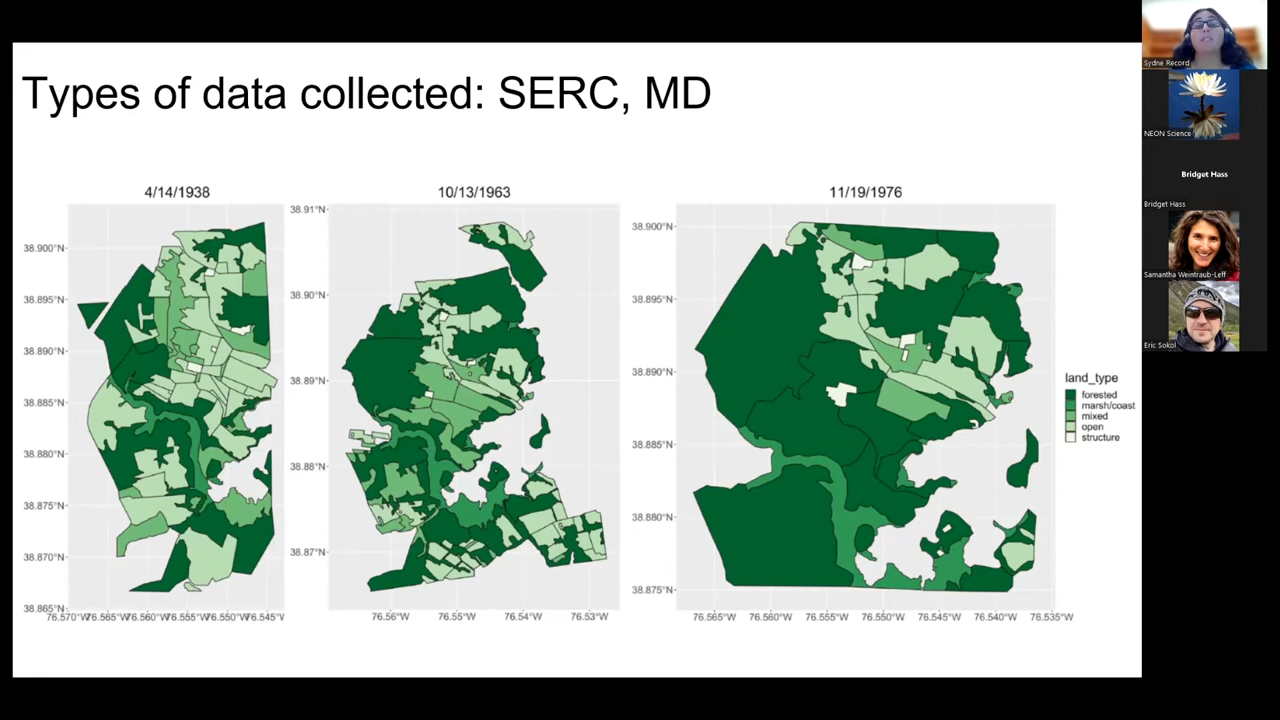 Types of data collected: SERC, MD
4/14/1938
10/13/1963
11/19/1976
38.900°N
38.895°N
38.890°N
38.885°N
38.880°N
38.875°N
38.870°N
38.865°N
76.570°W
76.565°W
76.560°W
76.555°W
76.550°W
76.545°W
38.91°N
38.90°N
38.89°N
38.88°N
38.87°N
76.56°W
76.55°W
76.54°W
76.53°W
38.900°N
38.895°N
38.890°N
38.885°N
38.880°N
38.875°N
76.565°W
76.560°W
76.555°W
76.550°W
76.545°W
76.540°W
76.535°W
land_type
forested
marsh/coast
mixed
open
structure
Sydne Record
NEON Science
Bridget Hass
Bridget Hass
Samantha Weintraub-Leff
Eric Sokol